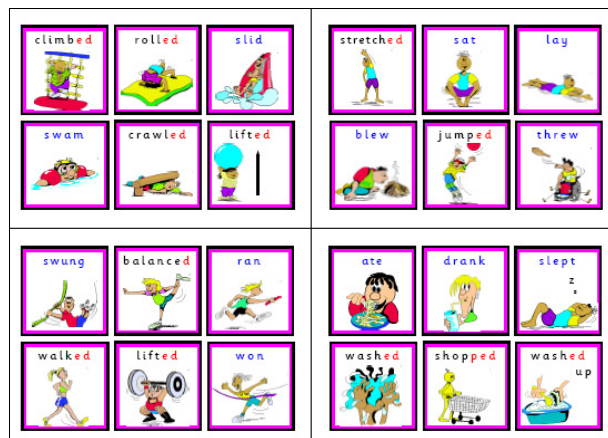 climbed
rolled
slid
swam
crawled
lifted
stretched
sat
lay
blew
jumped
threw
swung
balanced
ran
walked
lifted
won
ate
drank
slept
z
z
washed
shopped
washed
up